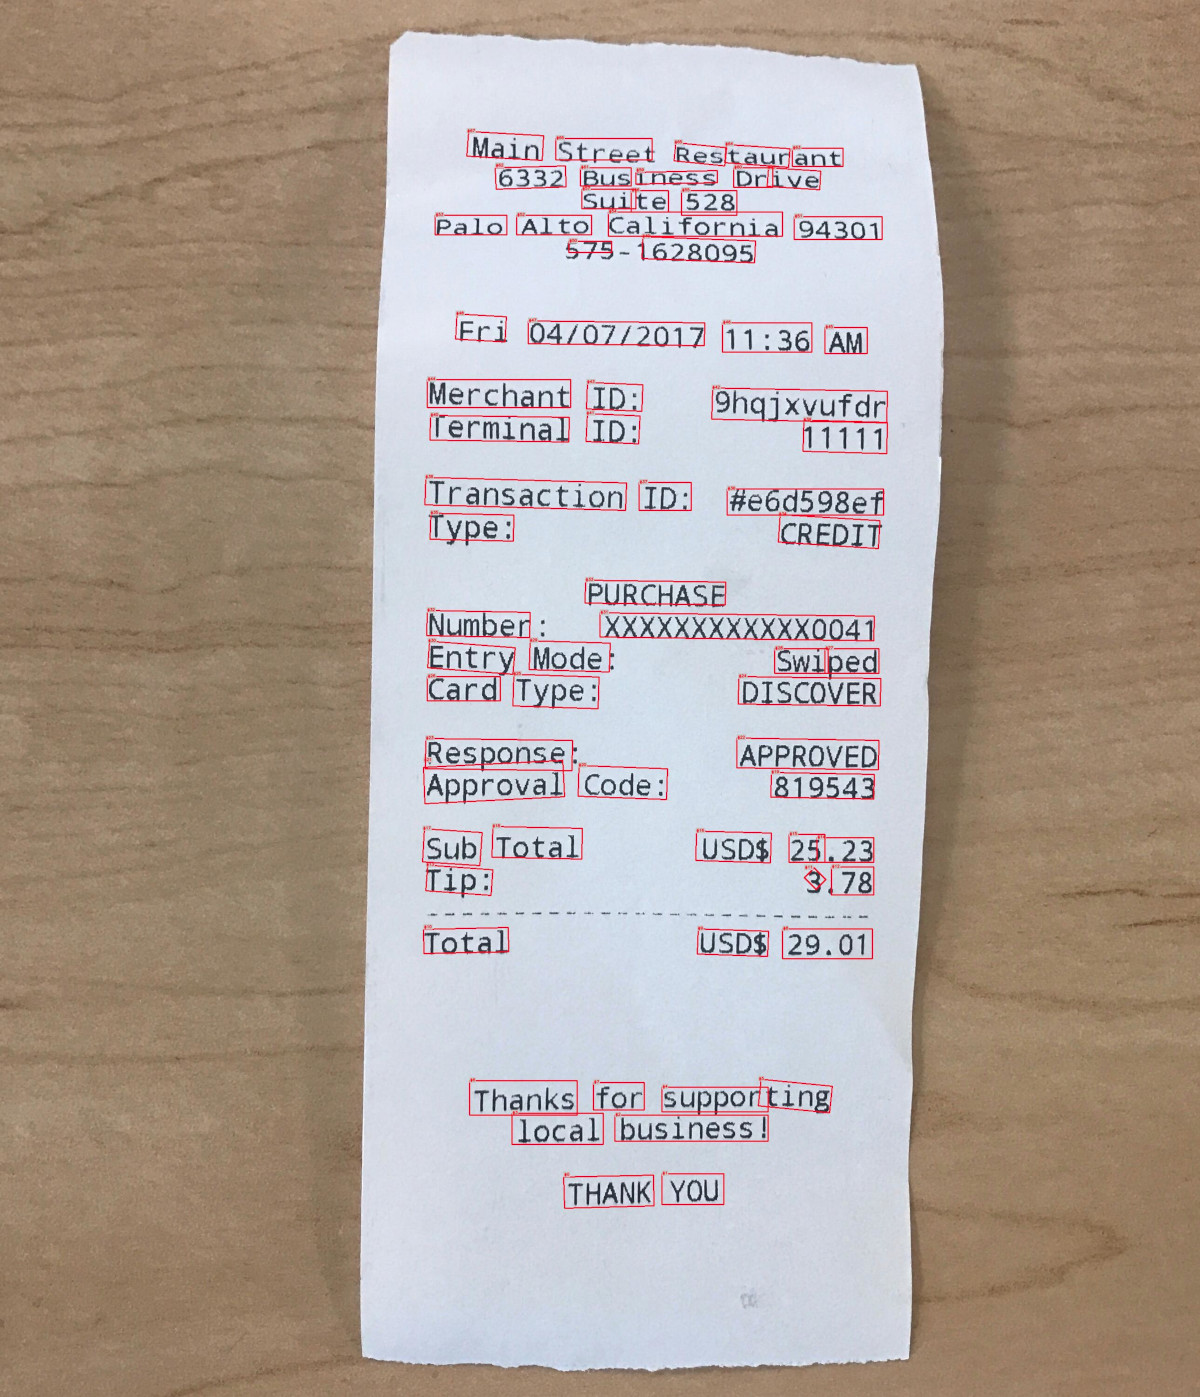 Main Street Restaurant
6332 Business Drive
Suite 528
Palo Alto California 94301
575-1628095
Fri 04/07/2017 11:36 AM
Merchant ID: 9hqjxvufdr
Terminal ID: 11111
Transaction ID: #e6d598ef
Type: CREDIT
PURCHASE
Number: XXXXXXXXXXXX0041
Entry Mode: Swiped
Card Type: DISCOVER
Response: APPROVED
Approval Code: 819543
Sub Total USD$ 25.23
Tip: 3.78
Total USD$ 29.01
Thanks for supporting
local business!
THANK YOU